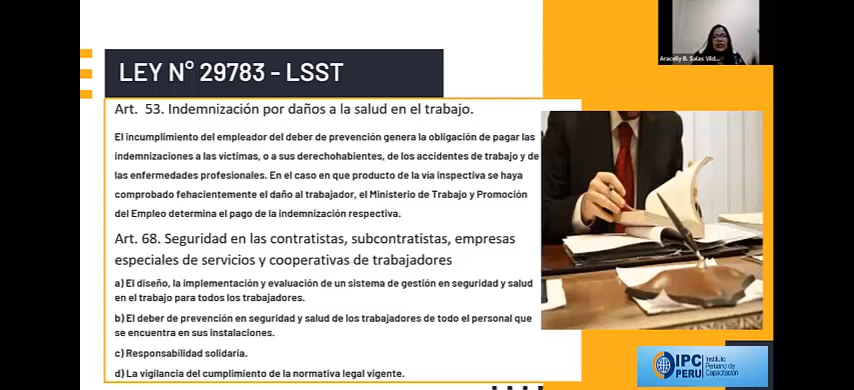 Aracelly B. Salas Vild...
LEY N° 29783 - LSST
Art. 53. Indemnización por daños a la salud en el trabajo.
El incumplimiento del empleador del deber de prevención genera la obligación de pagar las
indemnizaciones a las víctimas, o a sus derechohabientes, de los accidentes de trabajo y de
las enfermedades profesionales. En el caso en que producto de la vía inspectiva se haya
comprobado fehacientemente el daño al trabajador, el Ministerio de Trabajo y Promoción
del Empleo determina el pago de la indemnización respectiva.
Art. 68. Seguridad en las contratistas, subcontratistas, empresas
especiales de servicios y cooperativas de trabajadores
a) El diseño, la implementación y evaluación de un sistema de gestión en seguridad y salud
en el trabajo para todos los trabajadores.
b) El deber de prevención en seguridad y salud de los trabajadores de todo el personal que
se encuentra en sus instalaciones.
c) Responsabilidad solidaria.
d) La vigilancia del cumplimiento de la normativa legal vigente.
IPC
PERU
Instituto
Peruano de
Capacitación